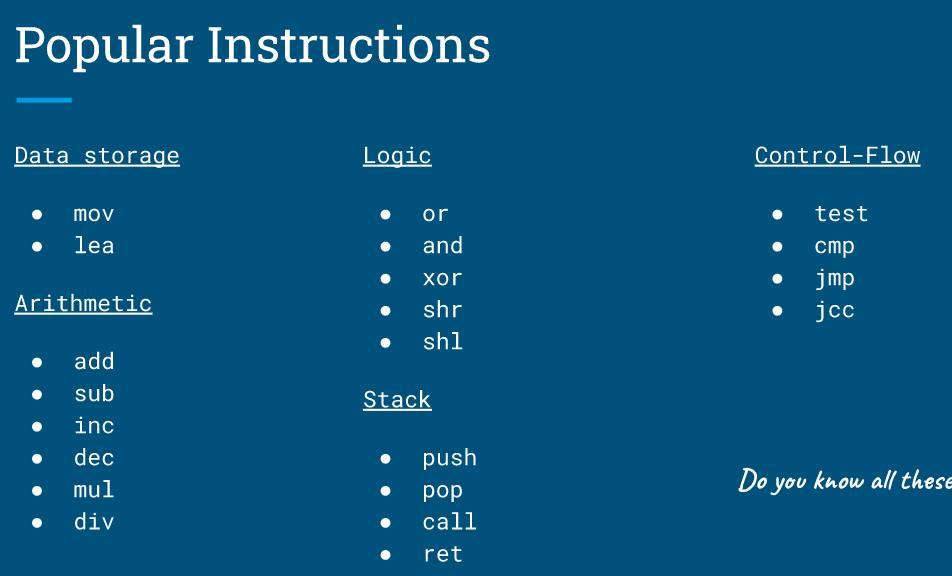 Popular Instructions
Data storage
● mov
● lea
Arithmetic
● add
● sub
● inc
● dec
● mul
● div
Logic
● or
● and
● xor
● shr
● shl
Stack
● push
● pop
● call
● ret
Control-Flow
● test
● cmp
● jmp
● jcc
Do you know all these